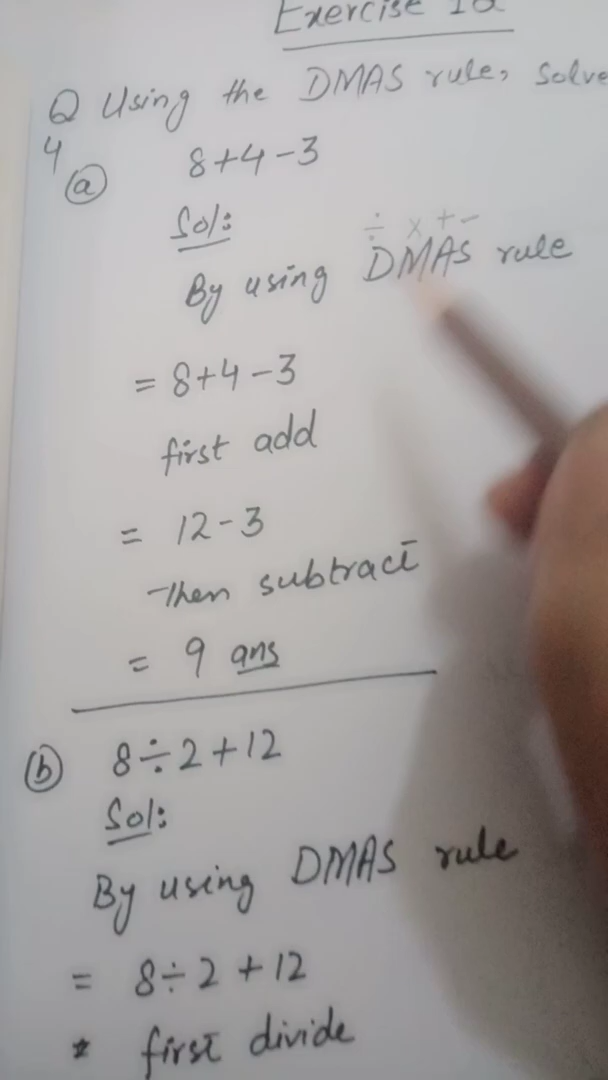 Exercise 1a
Q Using the DMAS rule, solve
4
(a) 8+4-3
Sol:
÷ × + -
By using DMAS rule
= 8+4-3
first add
= 12-3
Then subtract
= 9 ans
(b) 8÷2+12
Sol:
By using DMAS rule
= 8÷2+12
* first divide